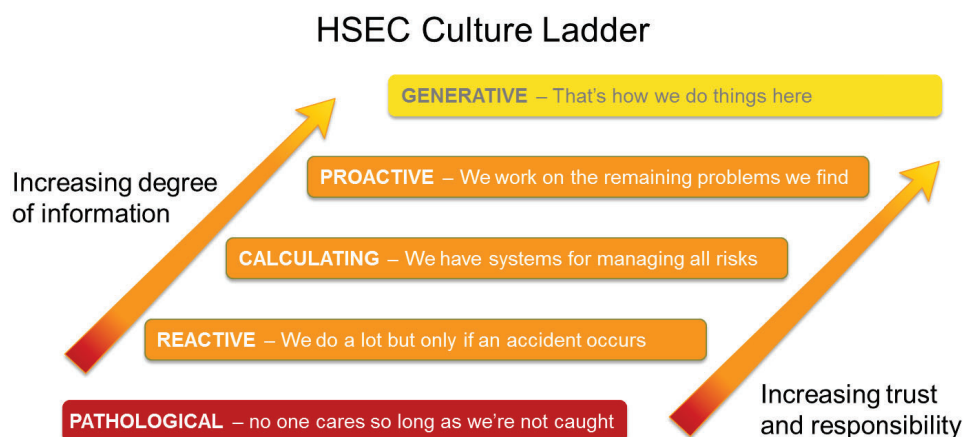 HSEC Culture Ladder
GENERATIVE – That's how we do things here
PROACTIVE – We work on the remaining problems we find
Increasing degree
of information
CALCULATING – We have systems for managing all risks
REACTIVE – We do a lot but only if an accident occurs
PATHOLOGICAL – no one cares so long as we're not caught
Increasing trust
and responsibility